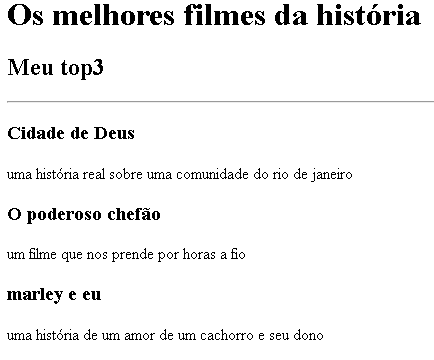 Os melhores filmes da história
Meu top3
Cidade de Deus
uma história real sobre uma comunidade do rio de janeiro
O poderoso chefão
um filme que nos prende por horas a fio
marley e eu
uma história de um amor de um cachorro e seu dono